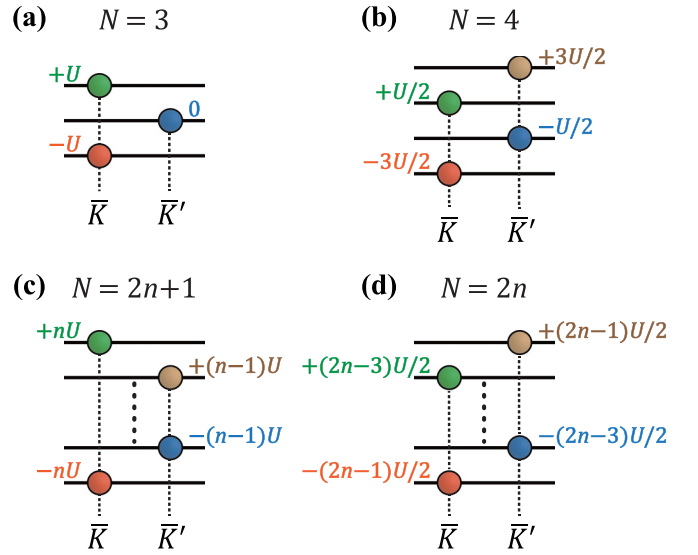 (a) N = 3
+U
0
−U
K̅ K̅′
(b) N = 4
+3U/2
+U/2
−U/2
−3U/2
K̅ K̅′
(c) N = 2n+1
+nU
+(n−1)U
−(n−1)U
−nU
K̅ K̅′
(d) N = 2n
+(2n−1)U/2
+(2n−3)U/2
−(2n−3)U/2
−(2n−1)U/2
K̅ K̅′